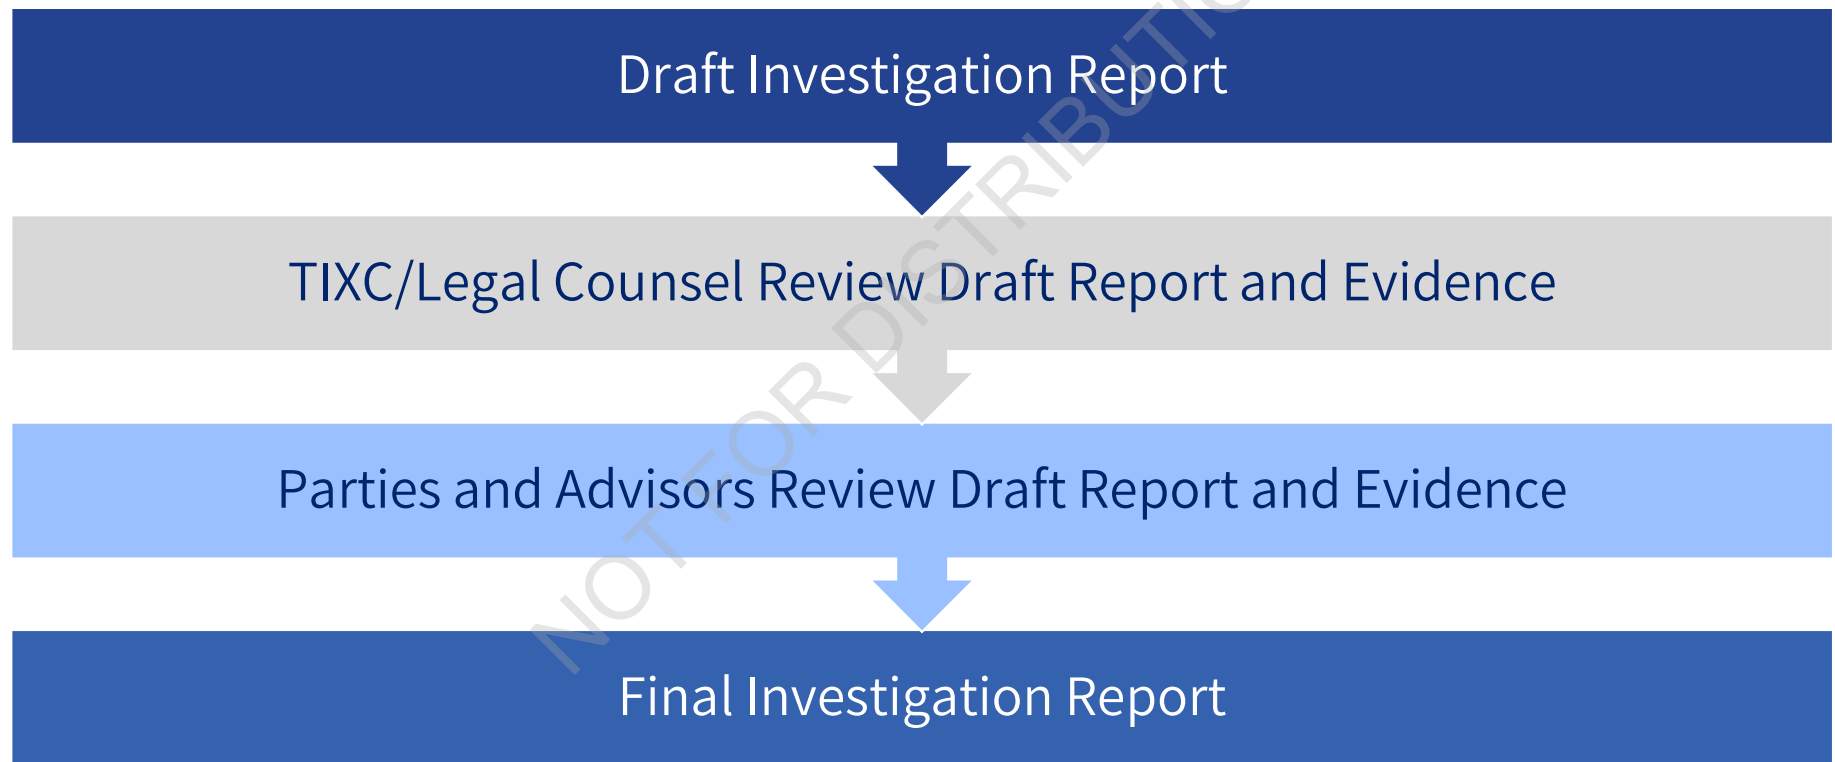 Draft Investigation Report
TIXC/Legal Counsel Review Draft Report and Evidence
Parties and Advisors Review Draft Report and Evidence
Final Investigation Report
NOT FOR DISTRIBUTIO